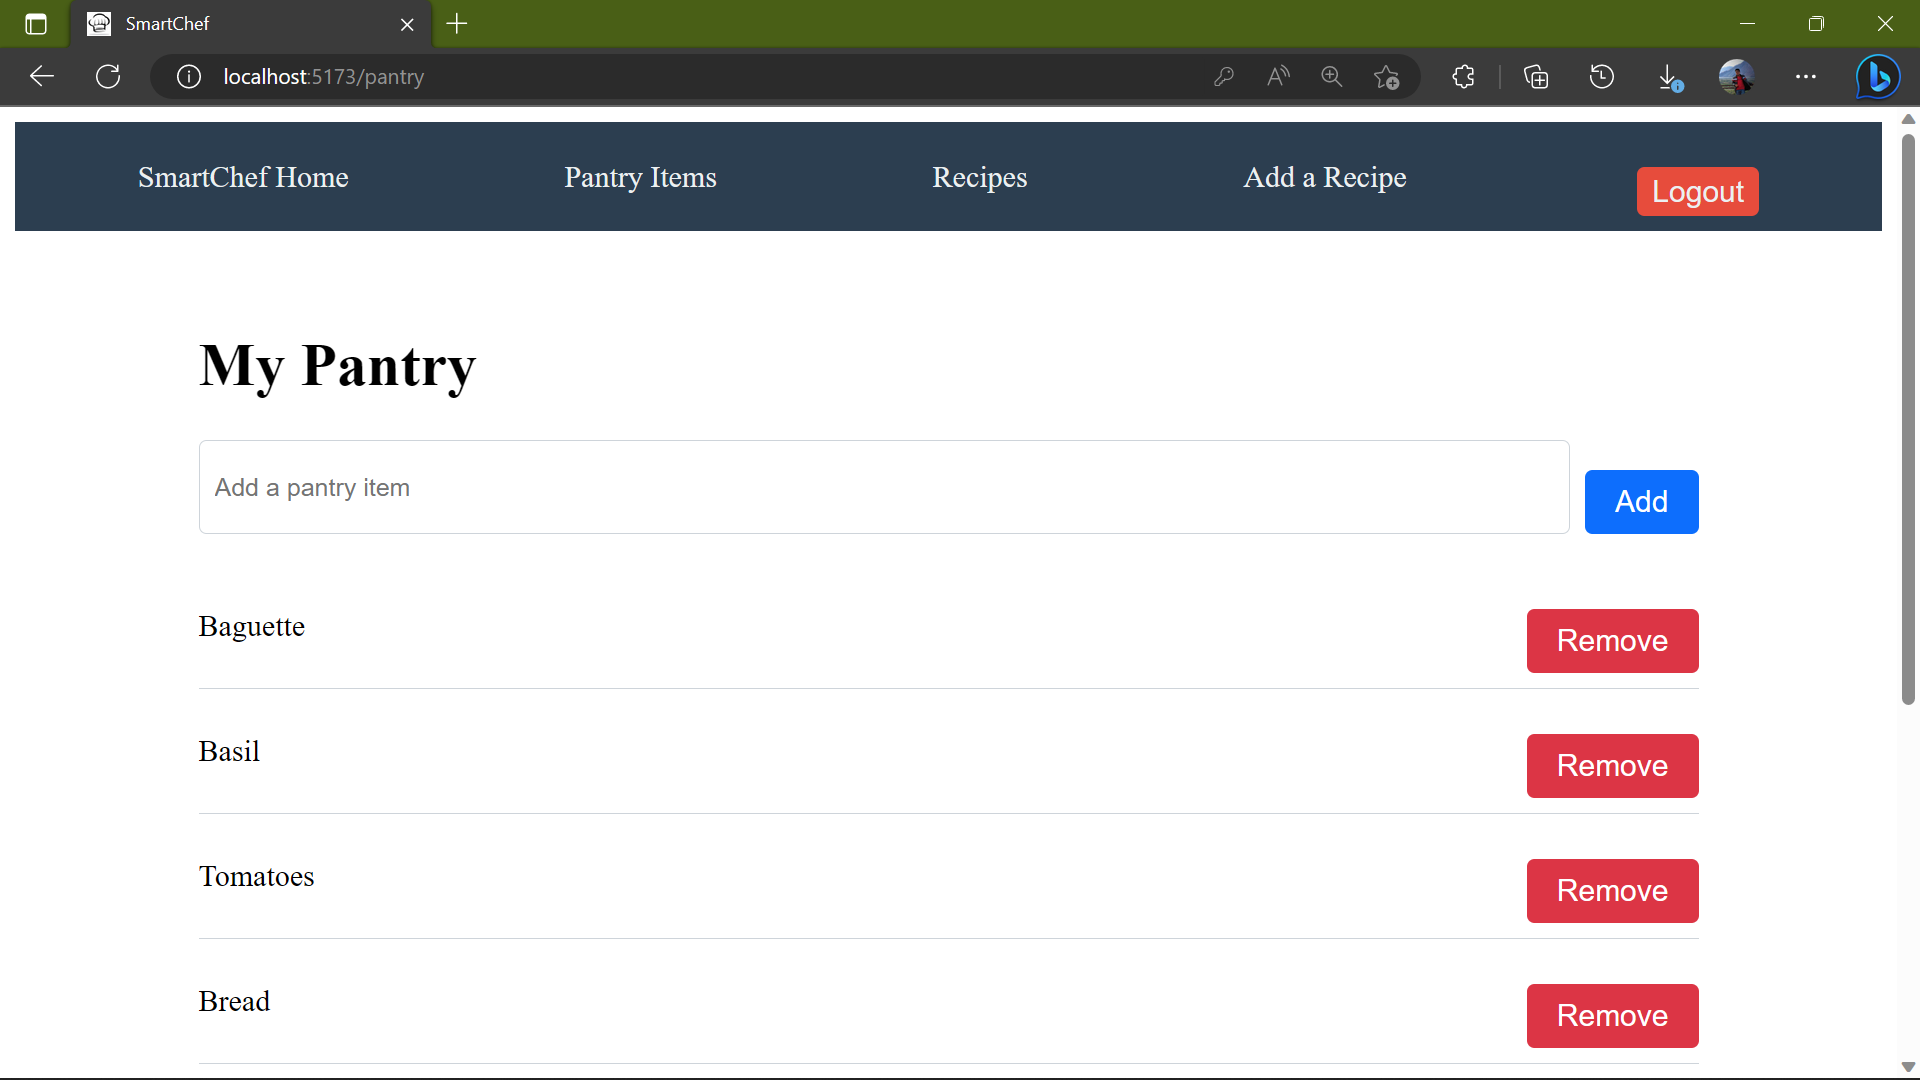 SmartChef
localhost:5173/pantry
SmartChef Home Pantry Items Recipes Add a Recipe Logout
My Pantry
Add a pantry item Add
Baguette Remove
Basil Remove
Tomatoes Remove
Bread Remove